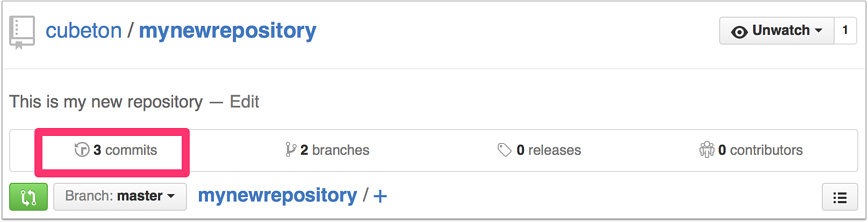 cubeton / mynewrepository
Unwatch 1
This is my new repository — Edit
3 commits 2 branches 0 releases 0 contributors
Branch: master mynewrepository / +